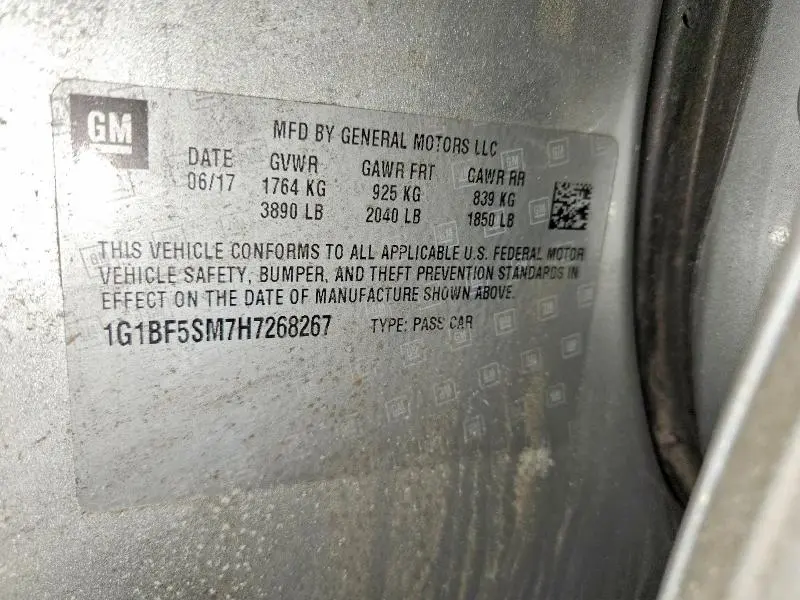 GM
MFD BY GENERAL MOTORS LLC
DATE GVWR GAWR FRT GAWR RR
06/17 1764 KG 925 KG 839 KG
3890 LB 2040 LB 1850 LB
THIS VEHICLE CONFORMS TO ALL APPLICABLE U.S. FEDERAL MOTOR
VEHICLE SAFETY, BUMPER, AND THEFT PREVENTION STANDARDS IN
EFFECT ON THE DATE OF MANUFACTURE SHOWN ABOVE.
1G1BF5SM7H7268267 TYPE: PASS CAR